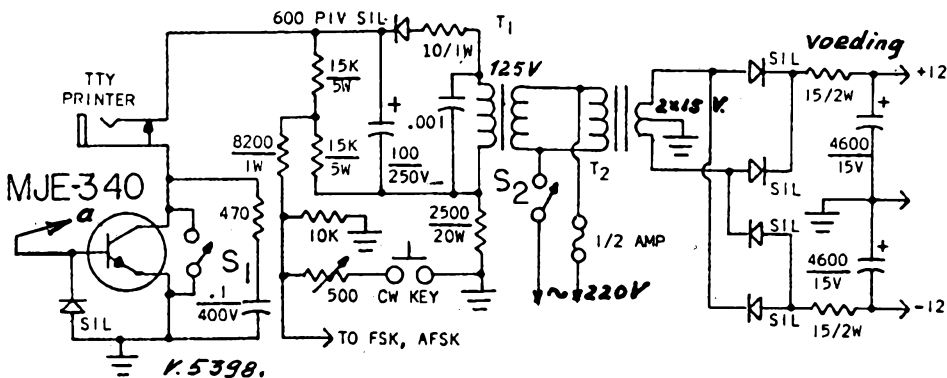 600 PIV SIL
T1
10/1W
voeding
SIL
+12
TTY
PRINTER
15K
5W
125V
15/2W
+
+
.001
2x15 V.
4600
15V
8200
1W
15K
5W
100
250V
MJE-340
a
470
S2
T2
SIL
S1
10K
2500
20W
1/2 AMP
SIL
+
4600
15V
500
CW KEY
.1
400V
SIL
~220V
SIL
15/2W
-12
TO FSK, AFSK
V.5398.